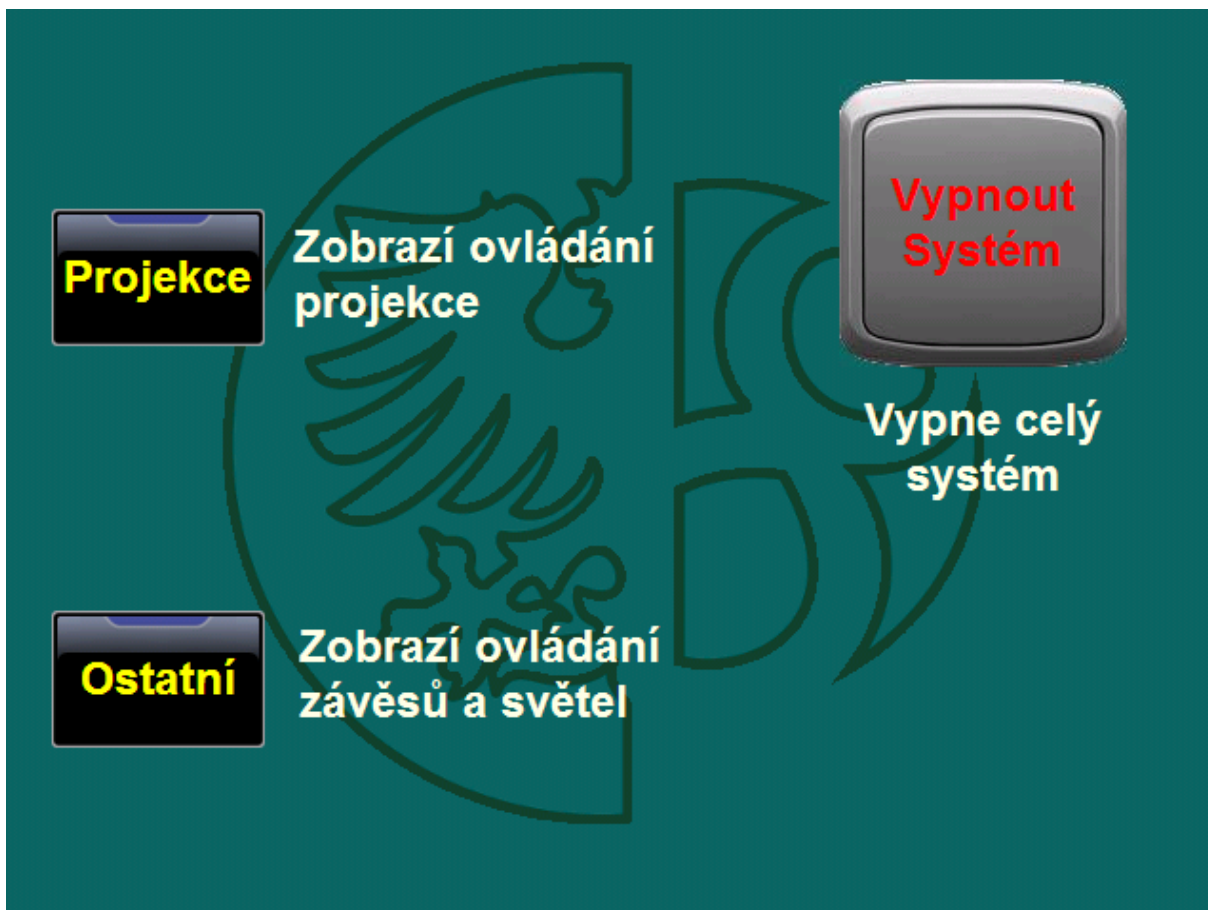 Projekce
Zobrazí ovládání
projekce
Vypnout
Systém
Vypne celý
systém
Ostatní
Zobrazí ovládání
závěsů a světel